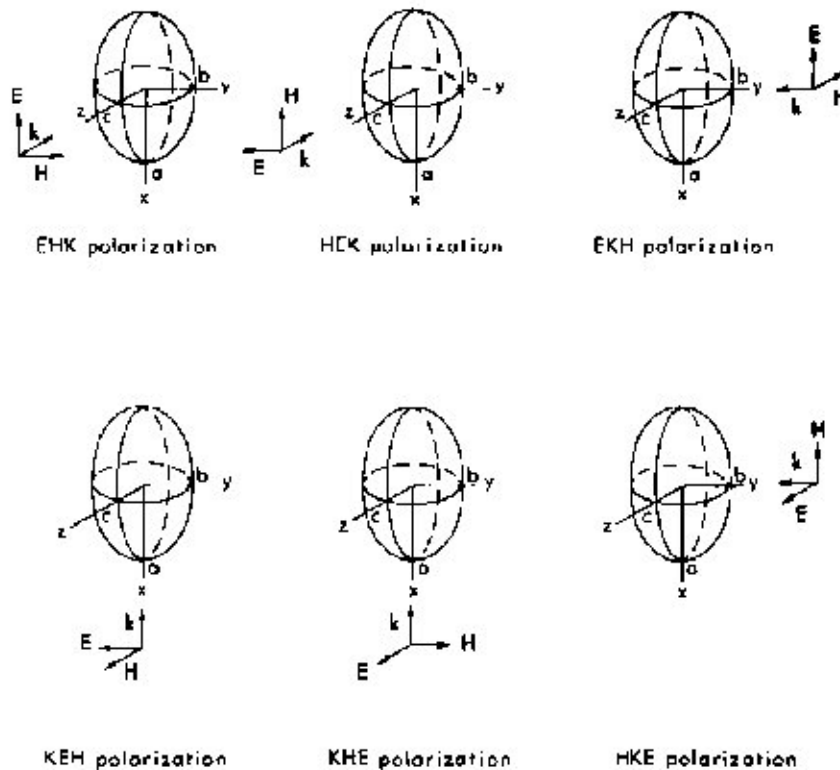 E
k
H
z
c
b
y
a
x
EHK polarization
H
E
k
z
c
b
y
a
x
HEK polarization
z
c
b
y
a
x
E
k
H
EKH polarization
z
c
b
y
a
x
k
E
H
KEH polarization
z
c
b
y
a
x
k
H
E
KHE polarization
z
c
b
y
a
x
H
k
E
HKE polarization